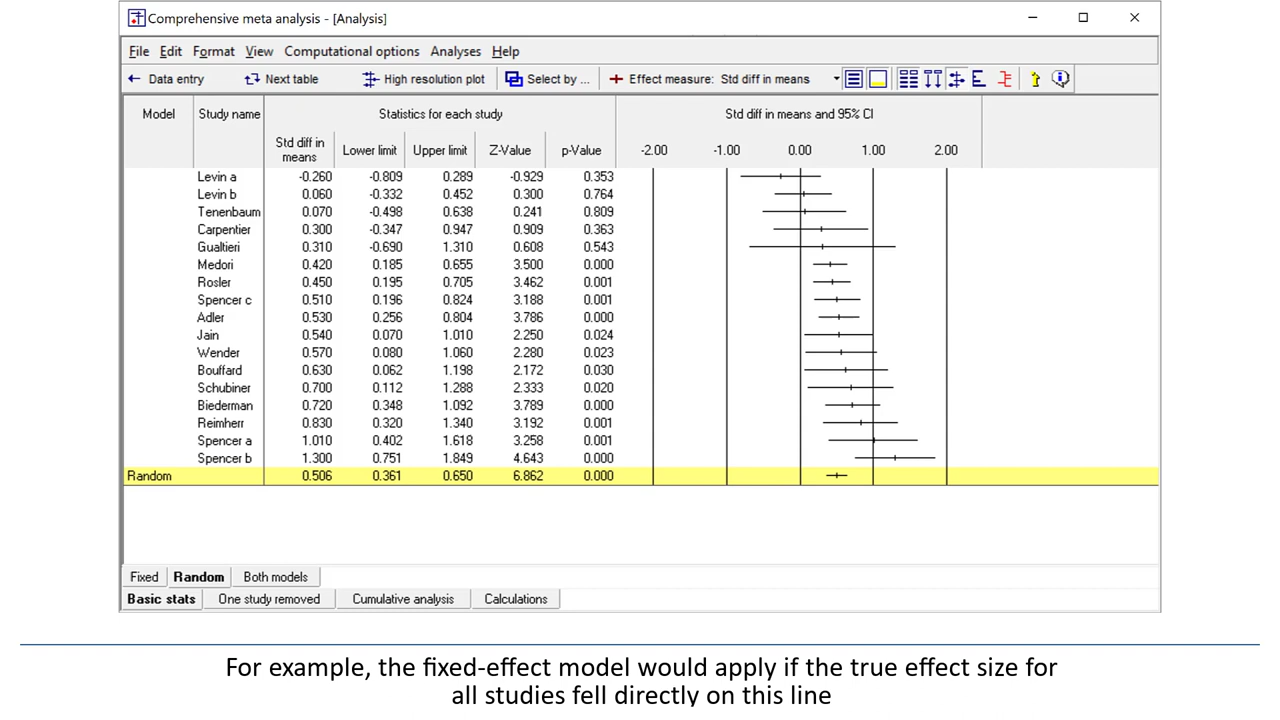 Comprehensive meta analysis - [Analysis]
File Edit Format View Computational options Analyses Help
Data entry Next table High resolution plot Select by ... Effect measure: Std diff in means
Model Study name Statistics for each study Std diff in means and 95% CI
Std diff in means Lower limit Upper limit Z-Value p-Value -2.00 -1.00 0.00 1.00 2.00
Levin a -0.260 -0.809 0.289 -0.929 0.353
Levin b 0.060 -0.332 0.452 0.300 0.764
Tenenbaum 0.070 -0.498 0.638 0.241 0.809
Carpentier 0.300 -0.347 0.947 0.909 0.363
Gualtieri 0.310 -0.690 1.310 0.608 0.543
Medori 0.420 0.185 0.655 3.500 0.000
Rosler 0.450 0.195 0.705 3.462 0.001
Spencer c 0.510 0.196 0.824 3.188 0.001
Adler 0.530 0.256 0.804 3.786 0.000
Jain 0.540 0.070 1.010 2.250 0.024
Wender 0.570 0.080 1.060 2.280 0.023
Bouffard 0.630 0.062 1.198 2.172 0.030
Schubiner 0.700 0.112 1.288 2.333 0.020
Biederman 0.720 0.348 1.092 3.789 0.000
Reimherr 0.830 0.320 1.340 3.192 0.001
Spencer a 1.010 0.402 1.618 3.258 0.001
Spencer b 1.300 0.751 1.849 4.643 0.000
Random 0.506 0.361 0.650 6.862 0.000
Fixed Random Both models
Basic stats One study removed Cumulative analysis Calculations
For example, the fixed-effect model would apply if the true effect size for
all studies fell directly on this line